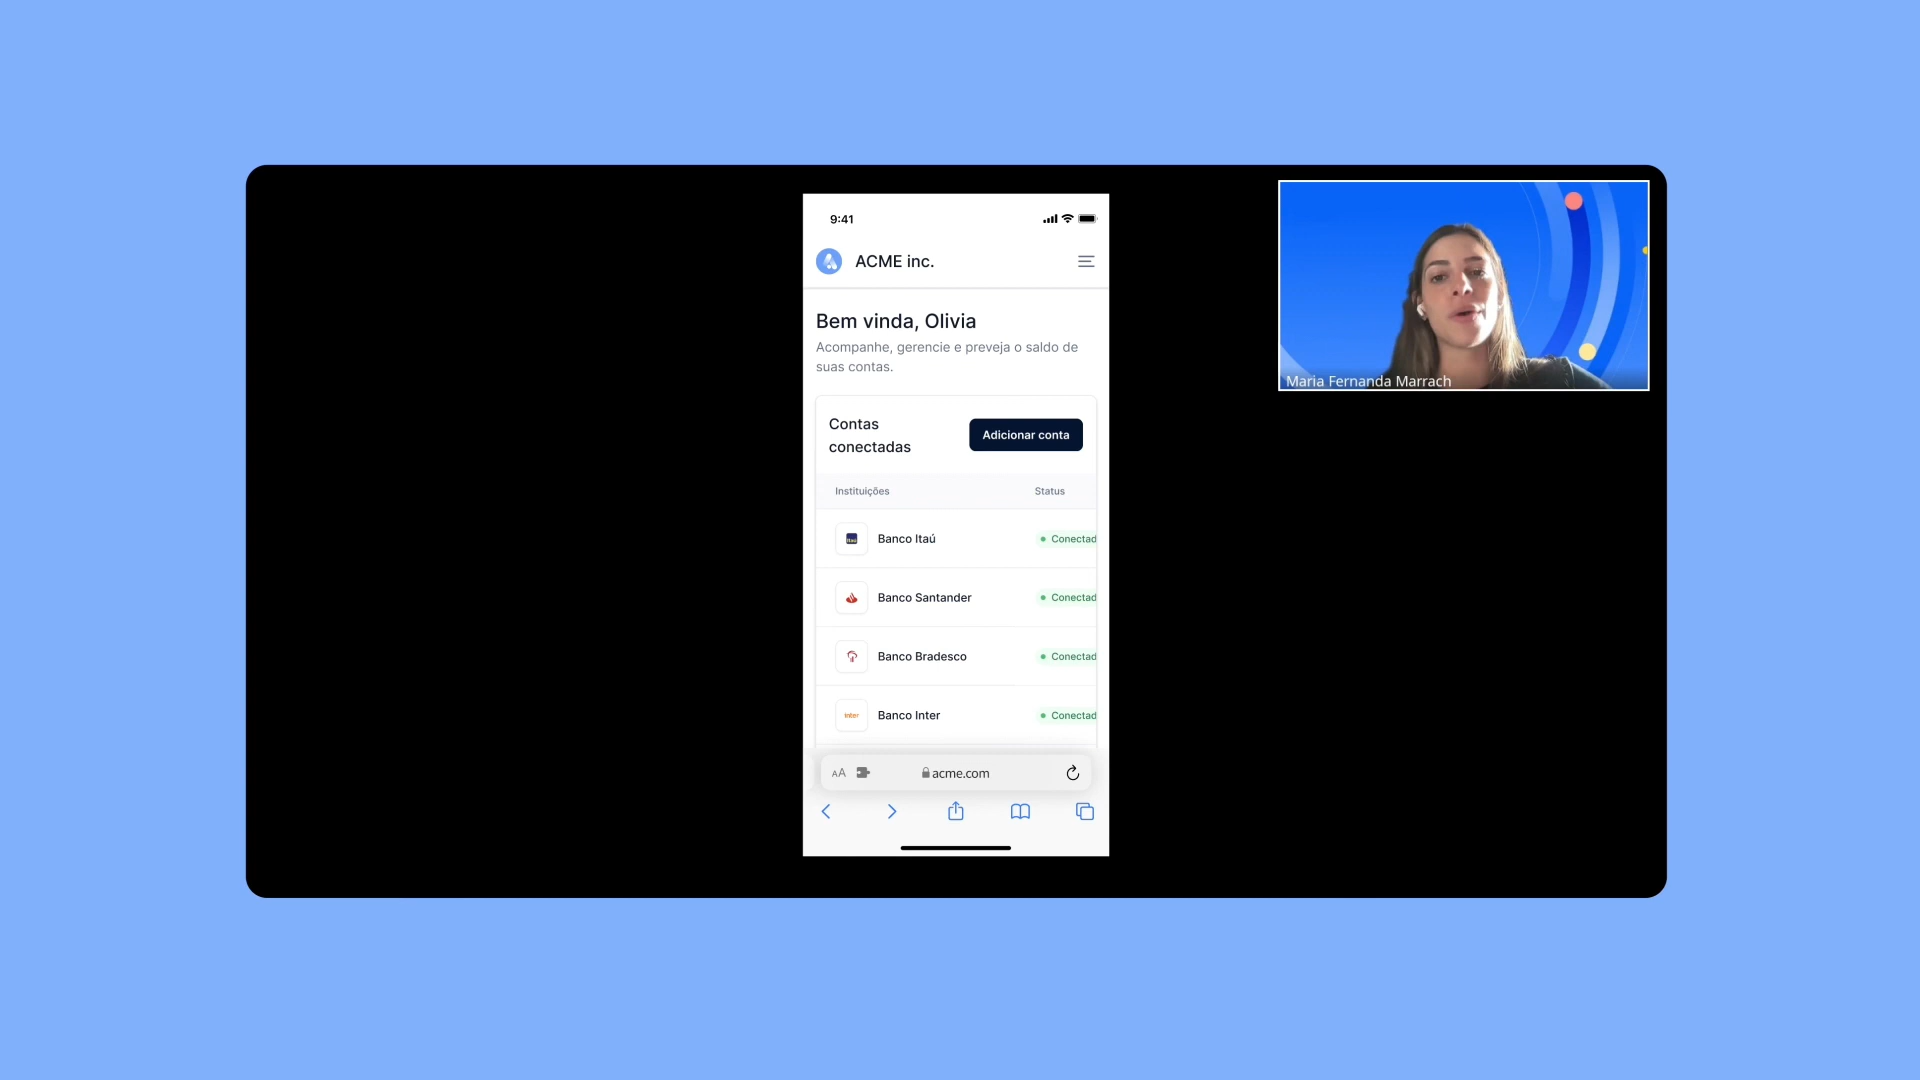 9:41
ACME inc.
Bem vinda, Olivia
Acompanhe, gerencie e preveja o saldo de
suas contas.
Contas
conectadas
Adicionar conta
Instituições Status
Itaú Banco Itaú Conectad
Banco Santander Conectad
Banco Bradesco Conectad
inter Banco Inter Conectad
AA acme.com
Maria Fernanda Marrach